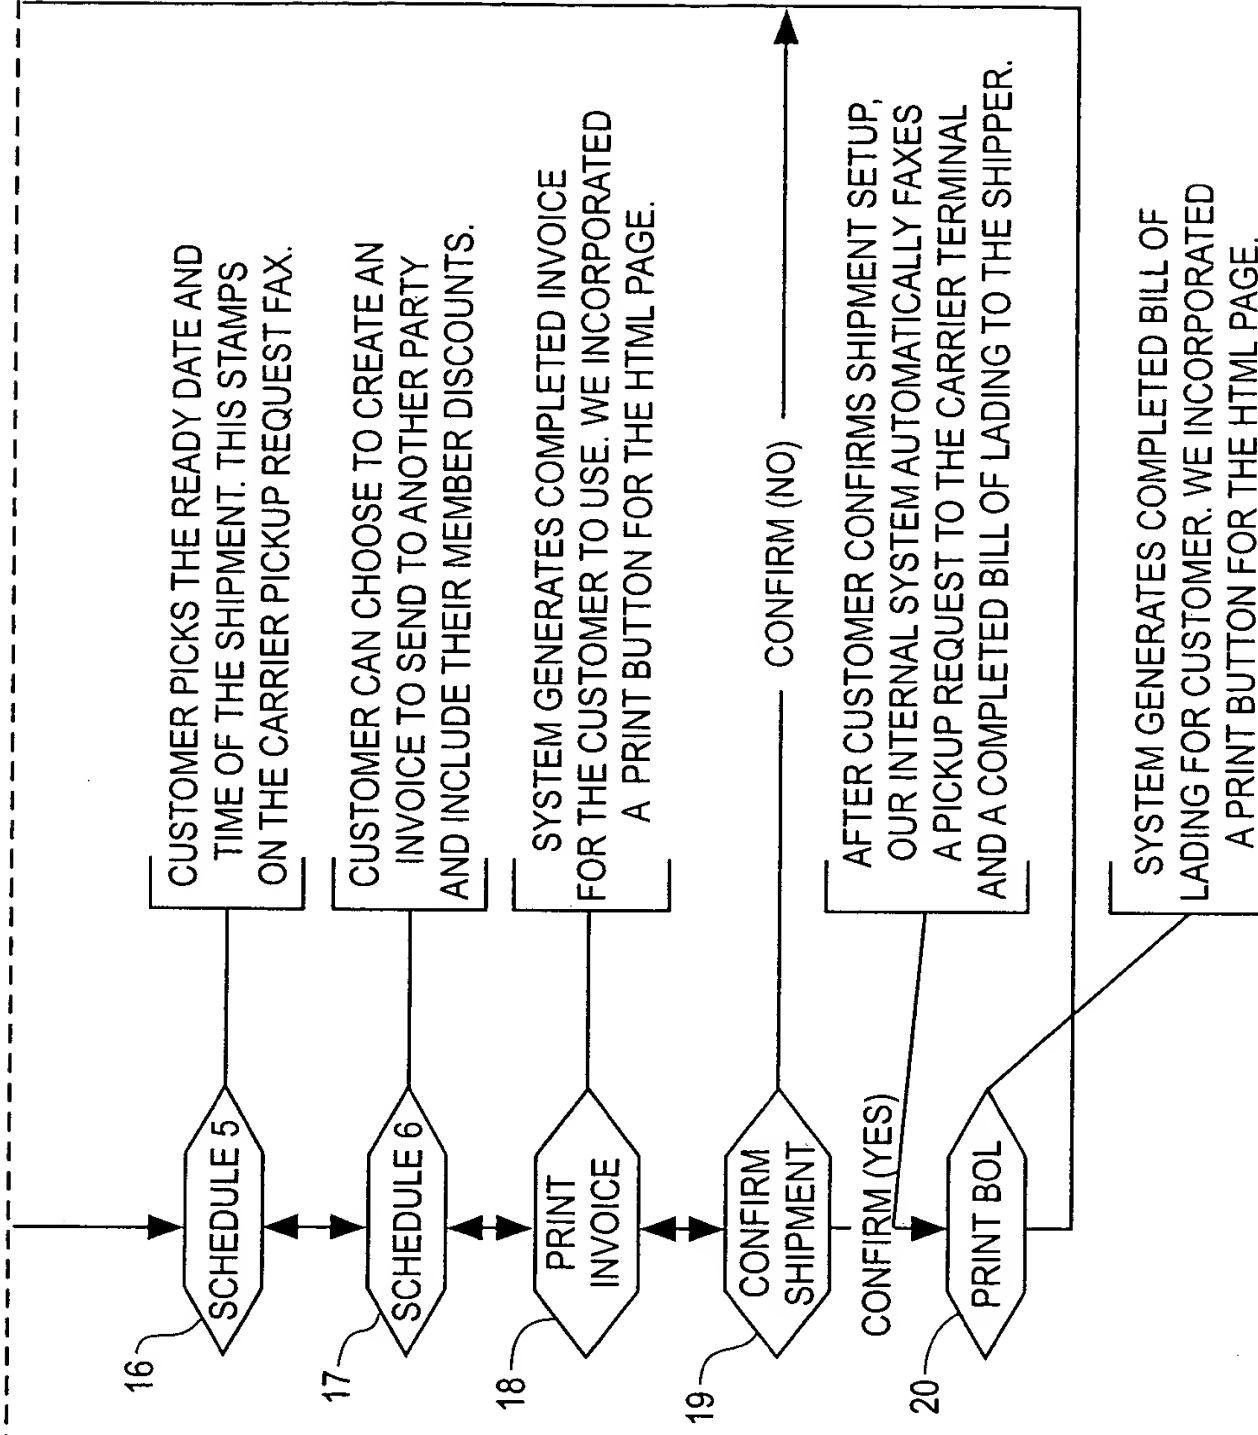 16
SCHEDULE 5
CUSTOMER PICKS THE READY DATE AND
TIME OF THE SHIPMENT. THIS STAMPS
ON THE CARRIER PICKUP REQUEST FAX.
17
SCHEDULE 6
CUSTOMER CAN CHOOSE TO CREATE AN
INVOICE TO SEND TO ANOTHER PARTY
AND INCLUDE THEIR MEMBER DISCOUNTS.
18
PRINT
INVOICE
SYSTEM GENERATES COMPLETED INVOICE
FOR THE CUSTOMER TO USE. WE INCORPORATED
A PRINT BUTTON FOR THE HTML PAGE.
19
CONFIRM
SHIPMENT
CONFIRM (NO)
CONFIRM (YES)
AFTER CUSTOMER CONFIRMS SHIPMENT SETUP,
OUR INTERNAL SYSTEM AUTOMATICALLY FAXES
A PICKUP REQUEST TO THE CARRIER TERMINAL
AND A COMPLETED BILL OF LADING TO THE SHIPPER.
20
PRINT BOL
SYSTEM GENERATES COMPLETED BILL OF
LADING FOR CUSTOMER. WE INCORPORATED
A PRINT BUTTON FOR THE HTML PAGE.